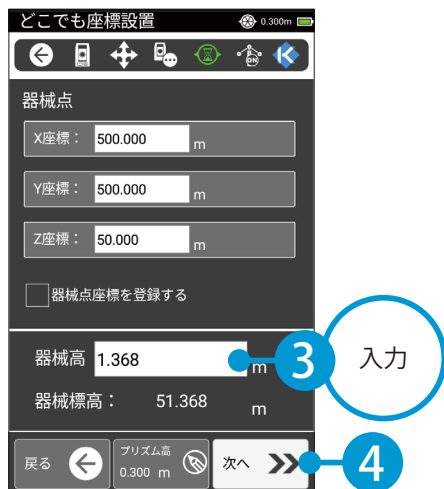 どこでも座標設置 0.300m
ON
器械点
X座標： 500.000 m
Y座標： 500.000 m
Z座標： 50.000 m
器械点座標を登録する
器械高 1.368 m 3 入力
器械標高： 51.368 m
戻る プリズム高 0.300 m 次へ 4